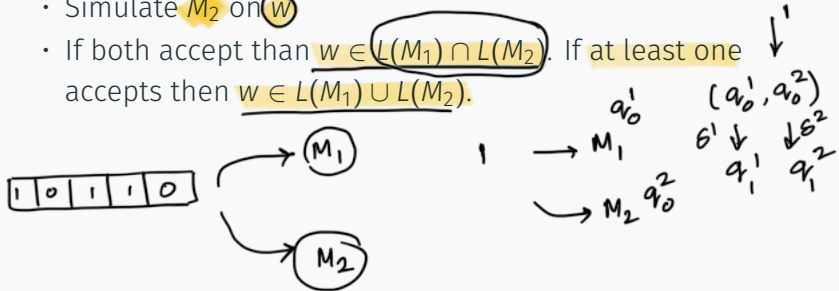 • Simulate M₂ on w
• If both accept than w ∈ L(M₁) ∩ L(M₂). If at least one
accepts then w ∈ L(M₁) ∪ L(M₂).
1 0 1 1 0
M₁
M₂
1 → M₁ q₀¹
→ M₂ q₀²
1
(q₀¹, q₀²)
δ¹ ↓ ↓ δ²
q₁¹ q₁²